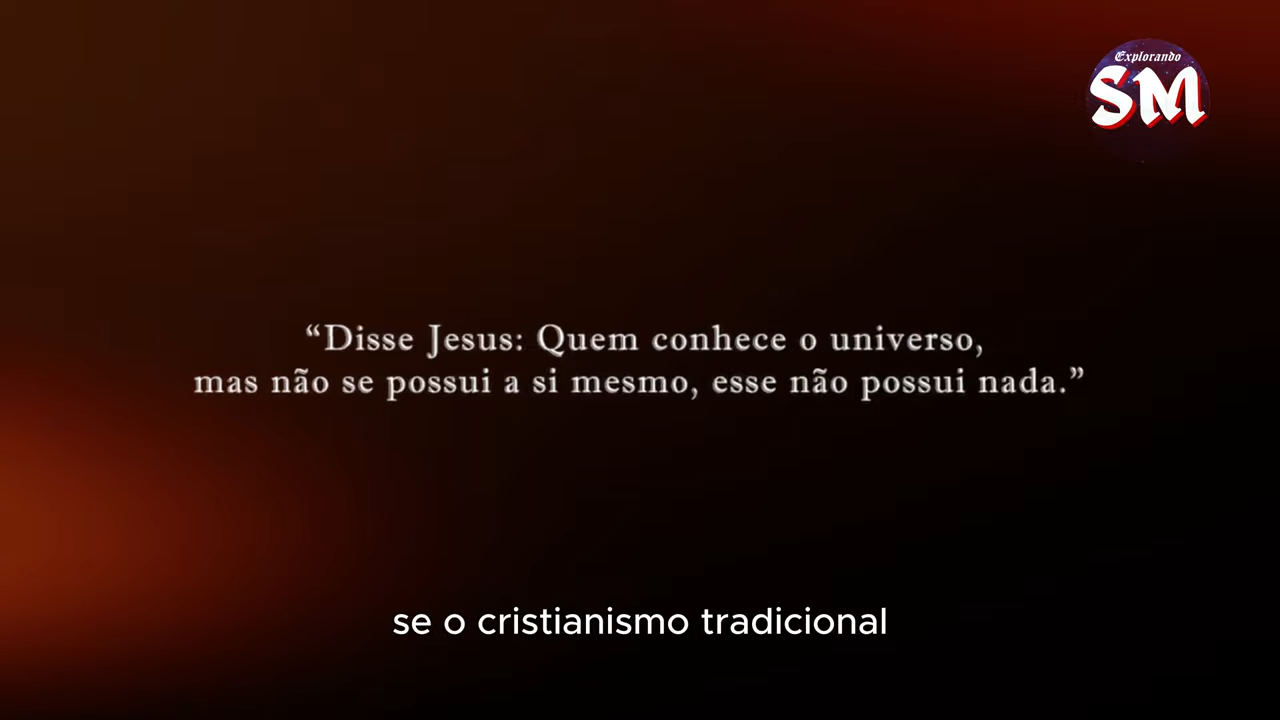 Explorando
SM
“Disse Jesus: Quem conhece o universo,
mas não se possui a si mesmo, esse não possui nada.”
se o cristianismo tradicional